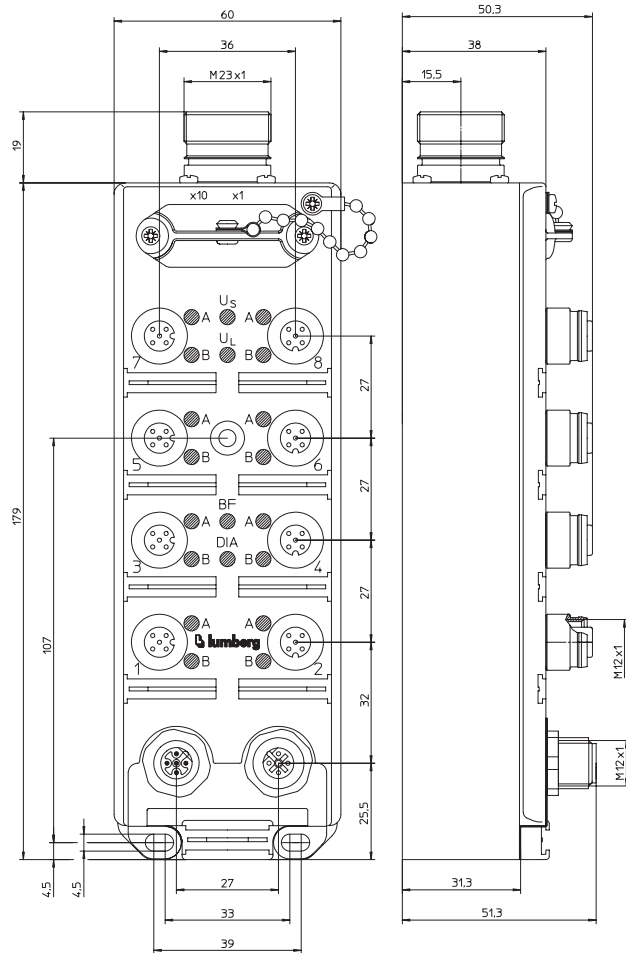 60
50,3
36
38
M23x1
15,5
19
x10 x1
US
A A
UL
7 B B 8
27
A A
5 B B 6
179
27
BF
A A
DIA
3 B B 4
27
107
A A
lumberg
1 B B 2
M12x1
32
M12x1
25,5
4,5
4,5
27
31,3
33
51,3
39